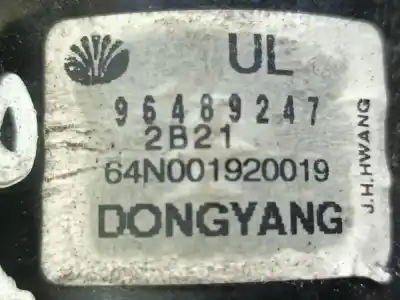 UL
96489247
2B21
64N001920019
DONGYANG
J.H.HWANG